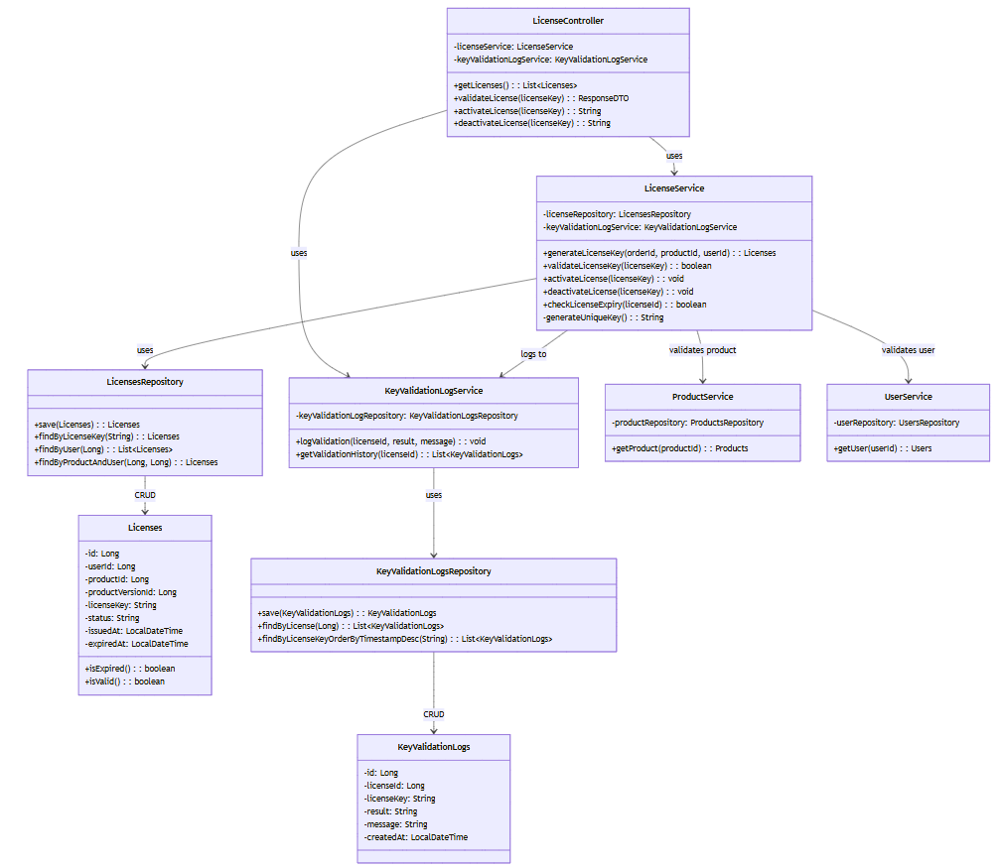 LicenseController
-licenseService: LicenseService
-keyValidationLogService: KeyValidationLogService
+getLicenses() : : List<Licenses>
+validateLicense(licenseKey) : : ResponseDTO
+activateLicense(licenseKey) : : String
+deactivateLicense(licenseKey) : : String
uses
LicenseService
-licenseRepository: LicensesRepository
-keyValidationLogService: KeyValidationLogService
+generateLicenseKey(orderId, productId, userId) : : Licenses
+validateLicenseKey(licenseKey) : : boolean
+activateLicense(licenseKey) : : void
+deactivateLicense(licenseKey) : : void
+checkLicenseExpiry(licenseId) : : boolean
-generateUniqueKey() : : String
uses
uses
logs to
validates product
validates user
LicensesRepository
+save(Licenses) : : Licenses
+findByLicenseKey(String) : : Licenses
+findByUser(Long) : : List<Licenses>
+findByProductAndUser(Long, Long) : : Licenses
KeyValidationLogService
-keyValidationLogRepository: KeyValidationLogsRepository
+logValidation(licenseId, result, message) : : void
+getValidationHistory(licenseId) : : List<KeyValidationLogs>
ProductService
-productRepository: ProductsRepository
+getProduct(productId) : : Products
UserService
-userRepository: UsersRepository
+getUser(userId) : : Users
CRUD
uses
Licenses
-id: Long
-userId: Long
-productId: Long
-productVersionId: Long
-licenseKey: String
-status: String
-issuedAt: LocalDateTime
-expiredAt: LocalDateTime
+isExpired() : : boolean
+isValid() : : boolean
KeyValidationLogsRepository
+save(KeyValidationLogs) : : KeyValidationLogs
+findByLicense(Long) : : List<KeyValidationLogs>
+findByLicenseKeyOrderByTimestampDesc(String) : : List<KeyValidationLogs>
CRUD
KeyValidationLogs
-id: Long
-licenseId: Long
-licenseKey: String
-result: String
-message: String
-createdAt: LocalDateTime